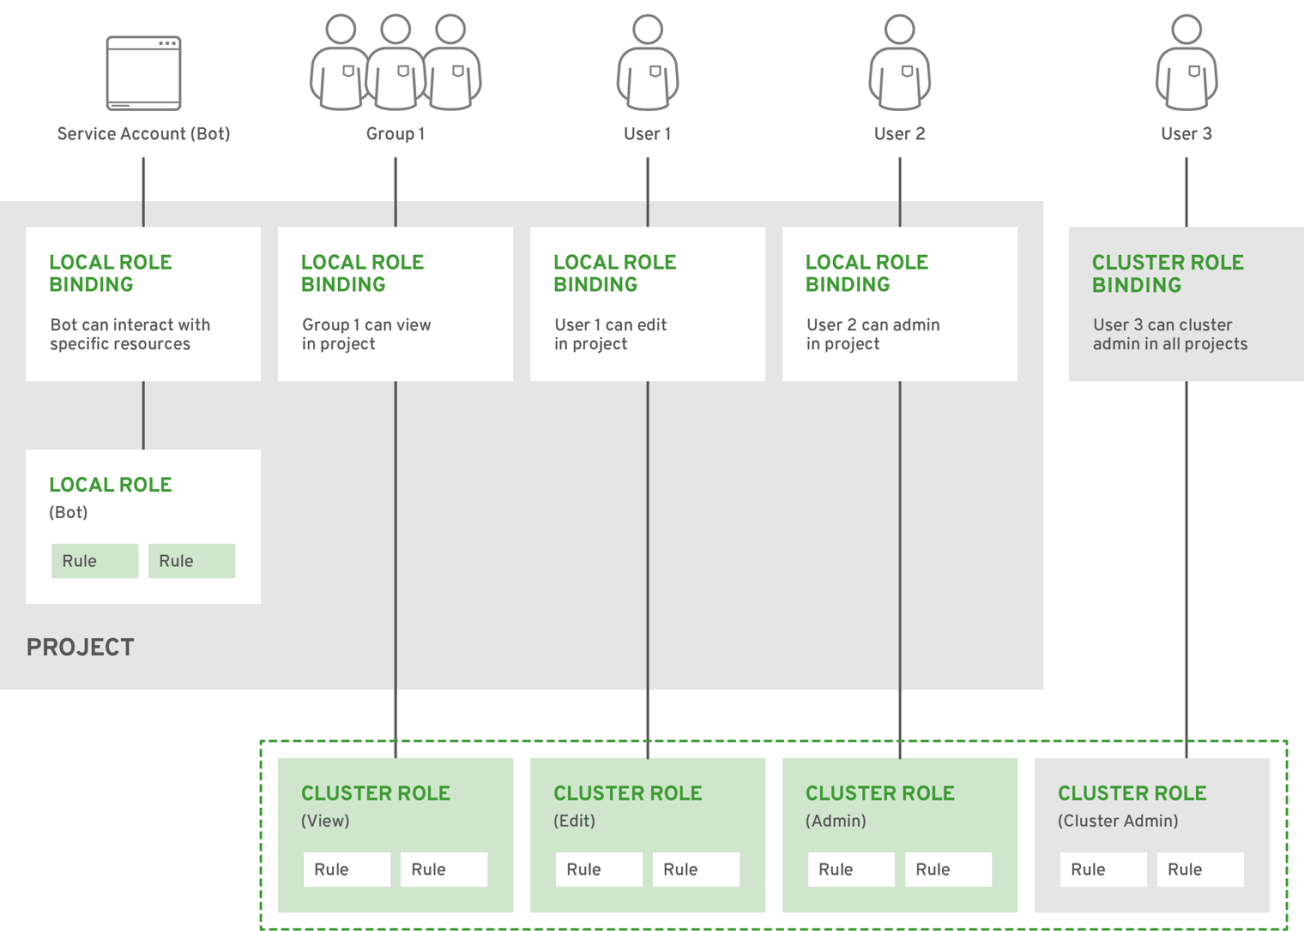 Service Account (Bot)
Group 1
User 1
User 2
User 3
LOCAL ROLE
BINDING
Bot can interact with
specific resources
LOCAL ROLE
BINDING
Group 1 can view
in project
LOCAL ROLE
BINDING
User 1 can edit
in project
LOCAL ROLE
BINDING
User 2 can admin
in project
CLUSTER ROLE
BINDING
User 3 can cluster
admin in all projects
LOCAL ROLE
(Bot)
Rule
Rule
PROJECT
CLUSTER ROLE
(View)
Rule
Rule
CLUSTER ROLE
(Edit)
Rule
Rule
CLUSTER ROLE
(Admin)
Rule
Rule
CLUSTER ROLE
(Cluster Admin)
Rule
Rule